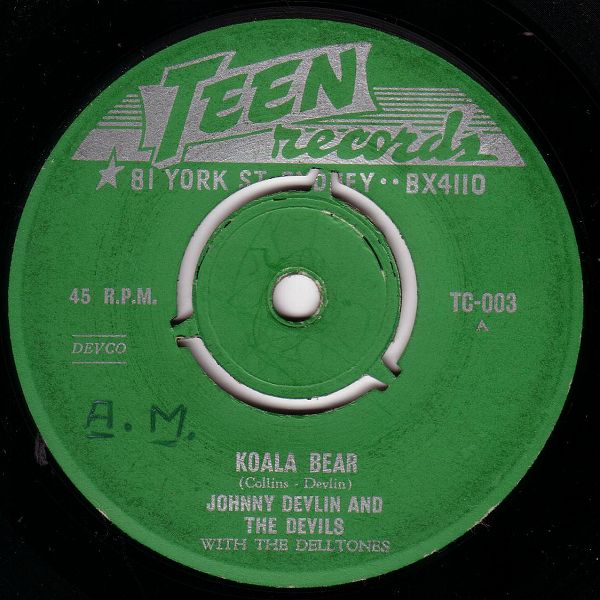 TEEN
records
★ 81 YORK ST. SYDNEY·· BX4110
45 R.P.M.
TC-003
A
DEVCO
A. M.
KOALA BEAR
(Collins - Devlin)
JOHNNY DEVLIN AND
THE DEVILS
WITH THE DELLTONES